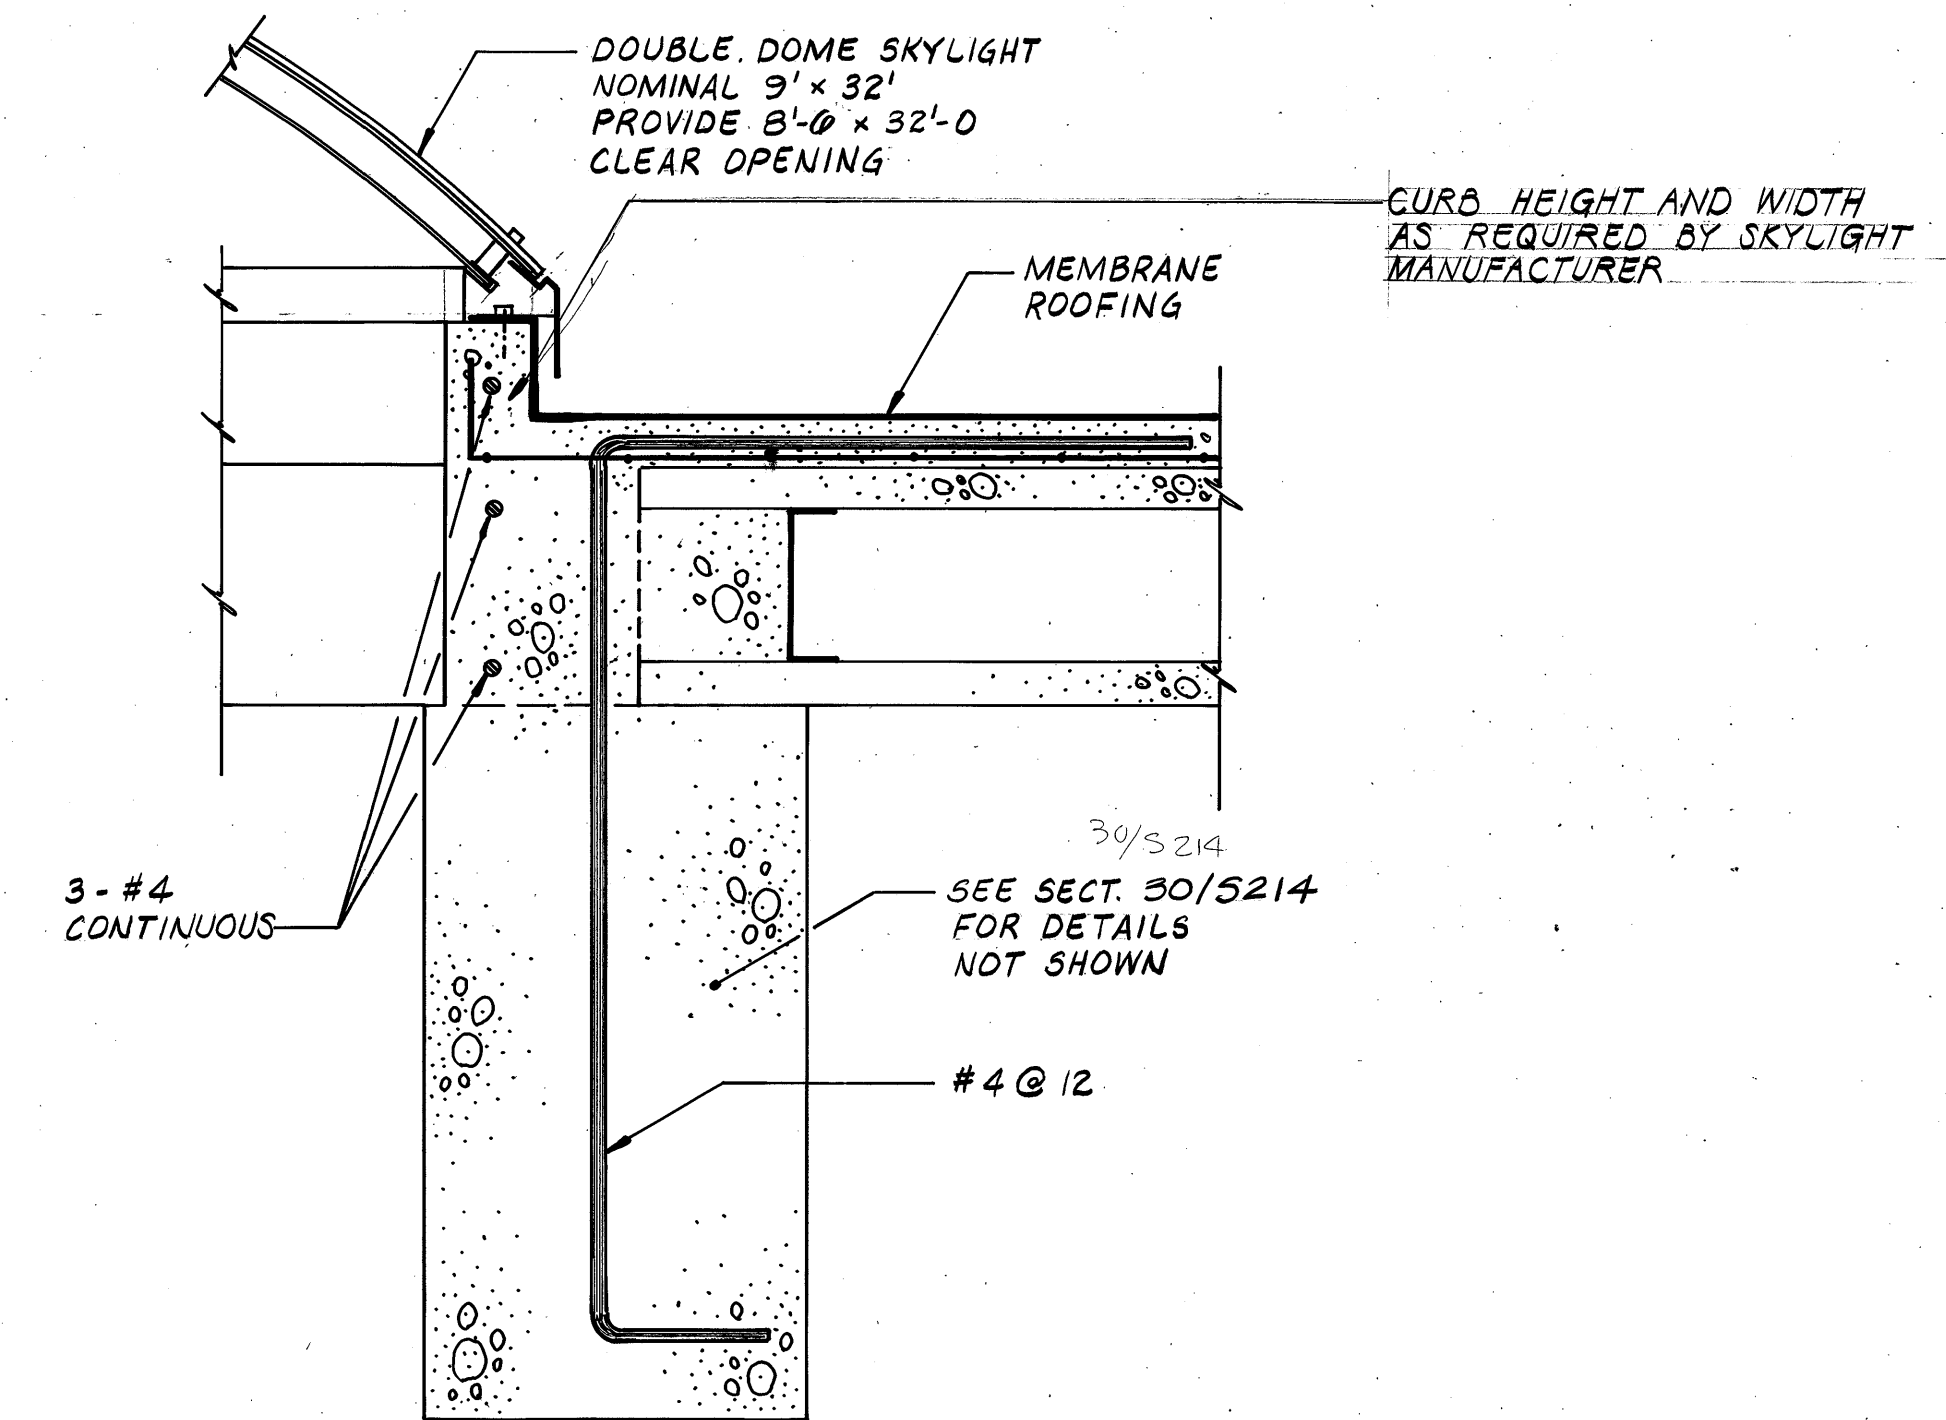 DOUBLE DOME SKYLIGHT
NOMINAL 9' x 32'
PROVIDE 8'-6 x 32'-0
CLEAR OPENING
CURB HEIGHT AND WIDTH
AS REQUIRED BY SKYLIGHT
MANUFACTURER
MEMBRANE
ROOFING
30/S214
3 - #4
CONTINUOUS
SEE SECT. 30/S214
FOR DETAILS
NOT SHOWN
#4 @ 12